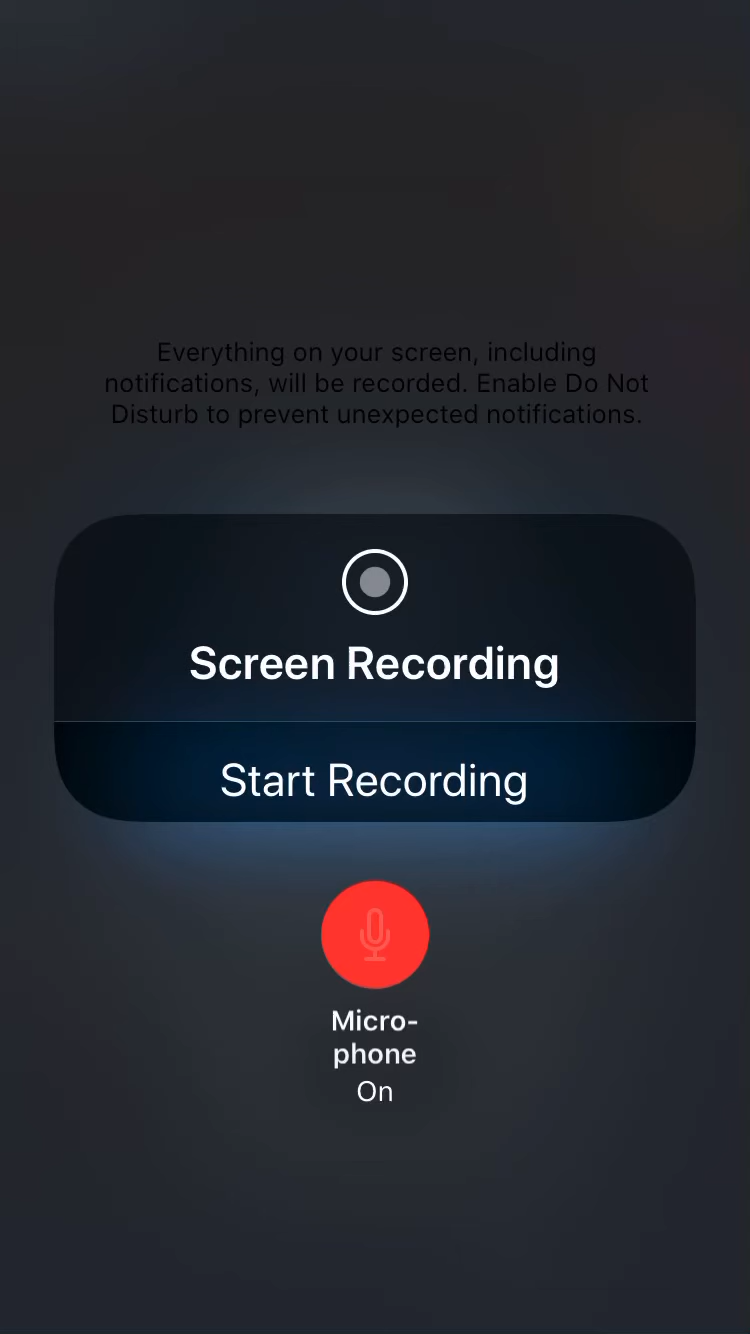 Everything on your screen, including
notifications, will be recorded. Enable Do Not
Disturb to prevent unexpected notifications.
Screen Recording
Start Recording
Micro-
phone
On